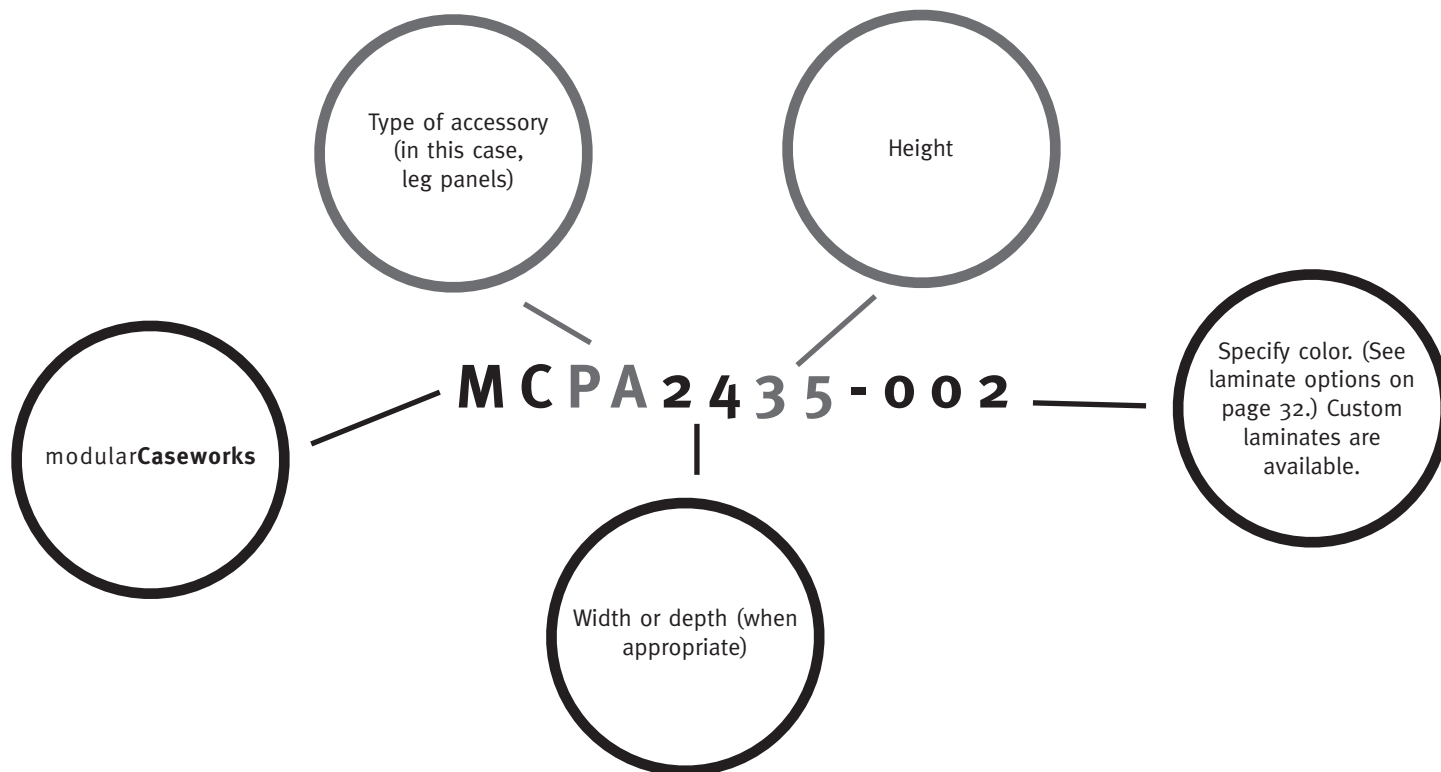 Type of accessory
(in this case,
leg panels)
Height
MCPA2435-002
modularCaseworks
Specify color. (See
laminate options on
page 32.) Custom
laminates are
available.
Width or depth (when
appropriate)